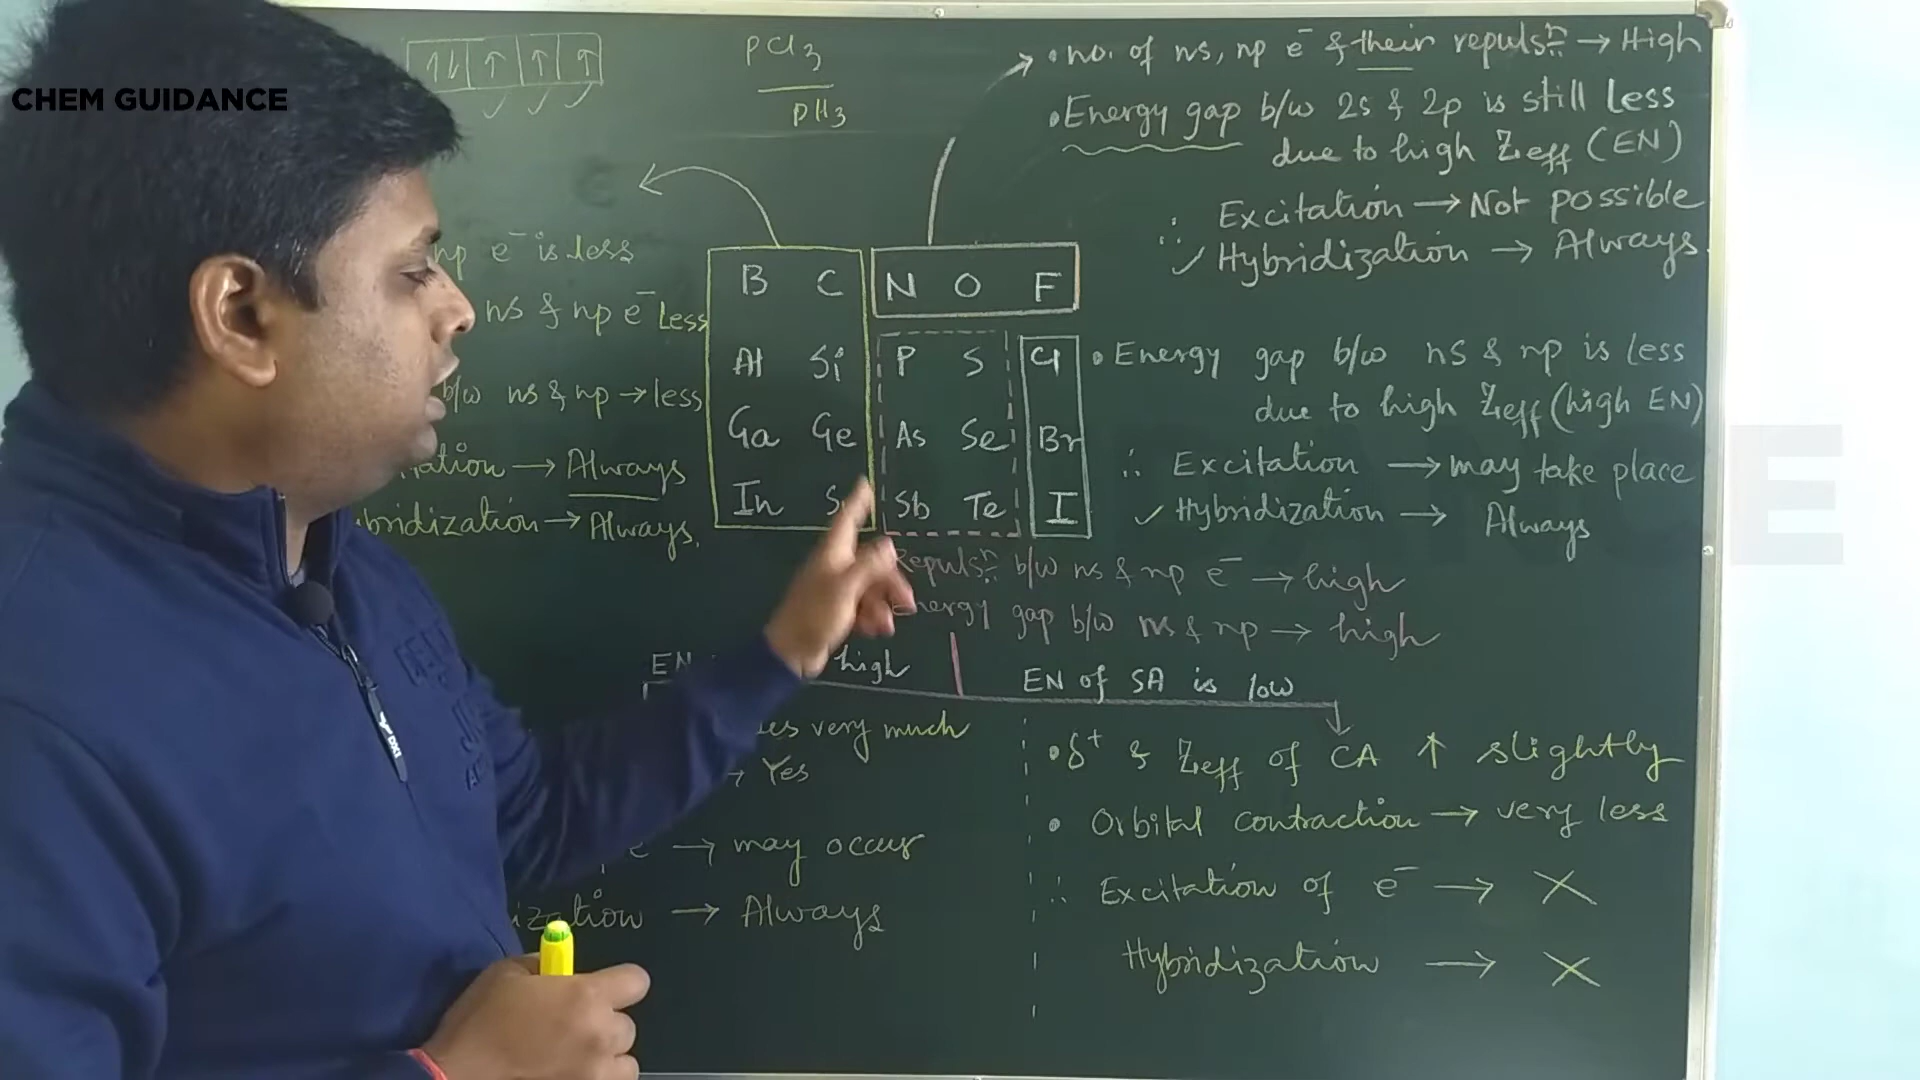 CHEM GUIDANCE
↑↓ ↑ ↑ ↑
PCl3
PH3
• no. of ns, np e⁻ & their repulsⁿ → High
• Energy gap b/w 2s & 2p is still less
due to high Zeff (EN)
∴ Excitation → Not possible
✓ Hybridization → Always.
np e⁻ is less
ns & np e⁻ Less
b/w ns & np → less
→ Always
→ Always.
B C N O F
Al Si P S Cl
Ga Ge As Se Br
In Sb Te I
• Energy gap b/w ns & np is less
due to high Zeff (high EN)
∴ Excitation → may take place
✓ Hybridization → Always
Repulsⁿ b/w ns & np e⁻ → high
Energy gap b/w ns & np → high
EN high
EN of SA is low
very much
→ Yes
e⁻ → may occur
→ Always
• δ⁺ & Zeff of CA ↑ slightly
• Orbital contraction → very less
∴ Excitation of e⁻ → ×
Hybridization → ×